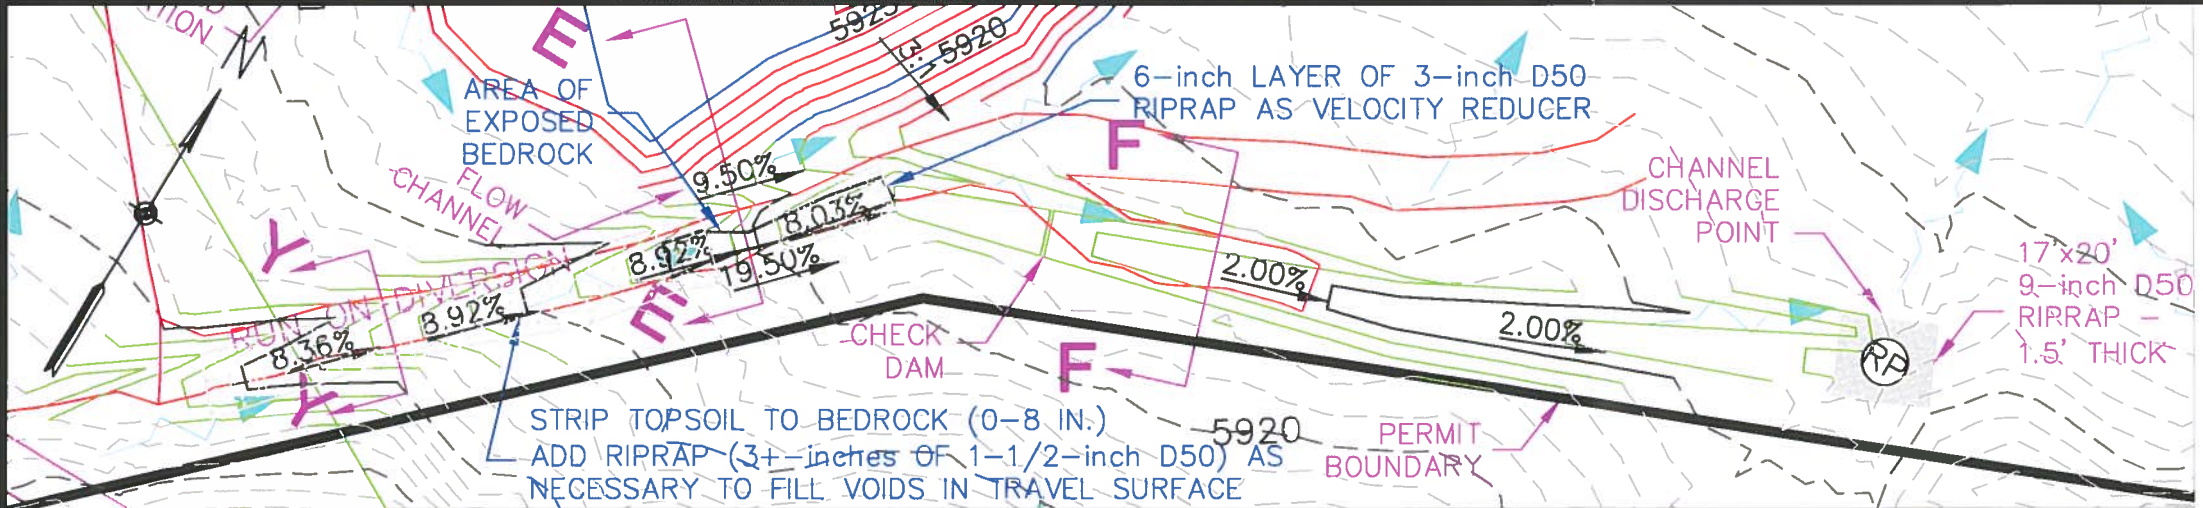 TION
N
E
5925
3:1
5920
AREA OF
EXPOSED
BEDROCK
6-inch LAYER OF 3-inch D50
RIPRAP AS VELOCITY REDUCER
F
CHANNEL
DISCHARGE
POINT
FLOW
CHANNEL
9.50%
8.03%
8.92%
19.50%
Y
RUN-ON DIVERSION
8.92%
8.36%
Y
E
2.00%
2.00%
17'x20'
9-inch D50
RIPRAP -
1.5' THICK
RP
CHECK
DAM
F
STRIP TOPSOIL TO BEDROCK (0-8 IN.)
ADD RIPRAP (3+-inches OF 1-1/2-inch D50) AS
NECESSARY TO FILL VOIDS IN TRAVEL SURFACE
5920
PERMIT
BOUNDARY